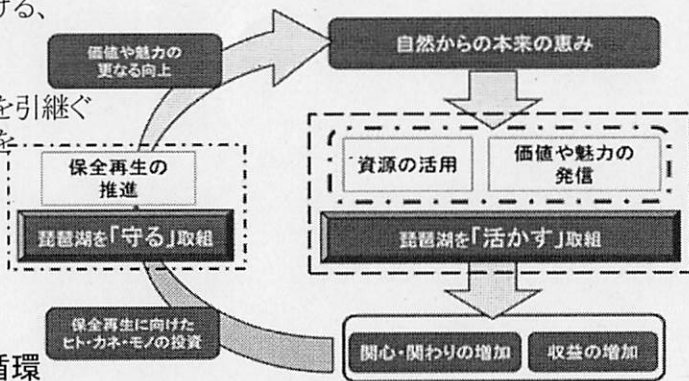 ける、
を引継ぐ
を
循環
価値や魅力の
更なる向上
自然からの本来の恵み
保全再生の
推進
琵琶湖を「守る」取組
資源の活用
価値や魅力の
発信
琵琶湖を「活かす」取組
保全再生に向けた
ヒト・カネ・モノの投資
関心・関わりの増加
収益の増加